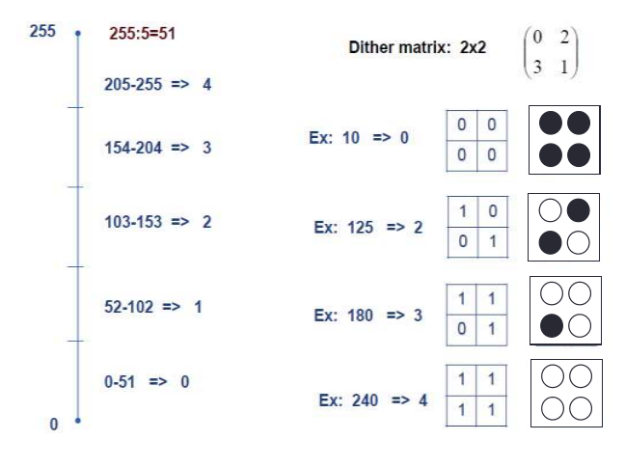 255
255:5=51
205-255 => 4
154-204 => 3
103-153 => 2
52-102 => 1
0-51 => 0
0
Dither matrix: 2x2
0 2
3 1
Ex: 10 => 0
0 0
0 0
Ex: 125 => 2
1 0
0 1
Ex: 180 => 3
1 1
0 1
Ex: 240 => 4
1 1
1 1